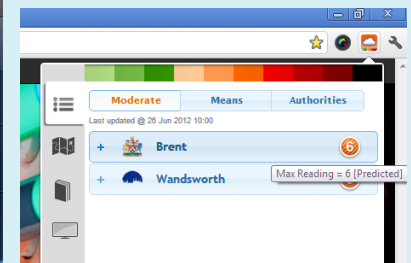 Moderate Means Authorities
Last updated @ 26 Jun 2012 10:00
+ Brent 6
+ Wandsworth
Max Reading = 6 [Predicted]